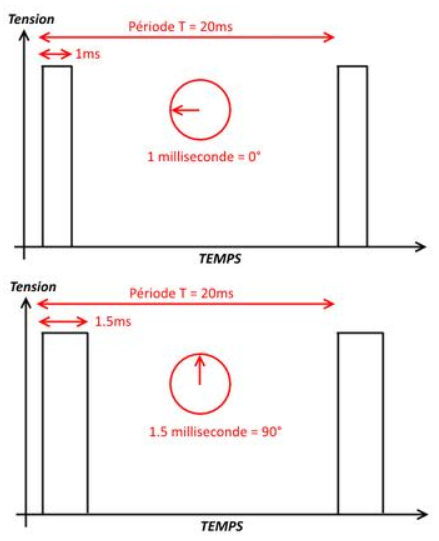 Tension
Période T = 20ms
1ms
1 milliseconde = 0°
TEMPS
Tension
Période T = 20ms
1.5ms
1.5 milliseconde = 90°
TEMPS